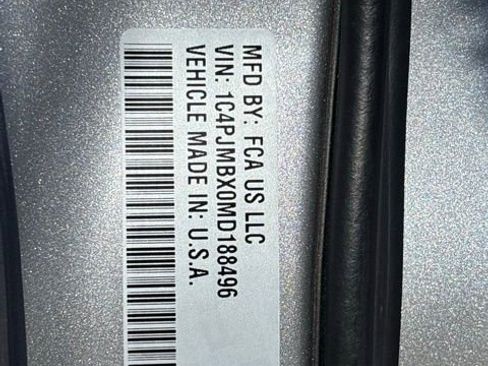 MFD BY: FCA US LLC
VIN: 1C4PJMBX0MD188496
VEHICLE MADE IN: U.S.A.